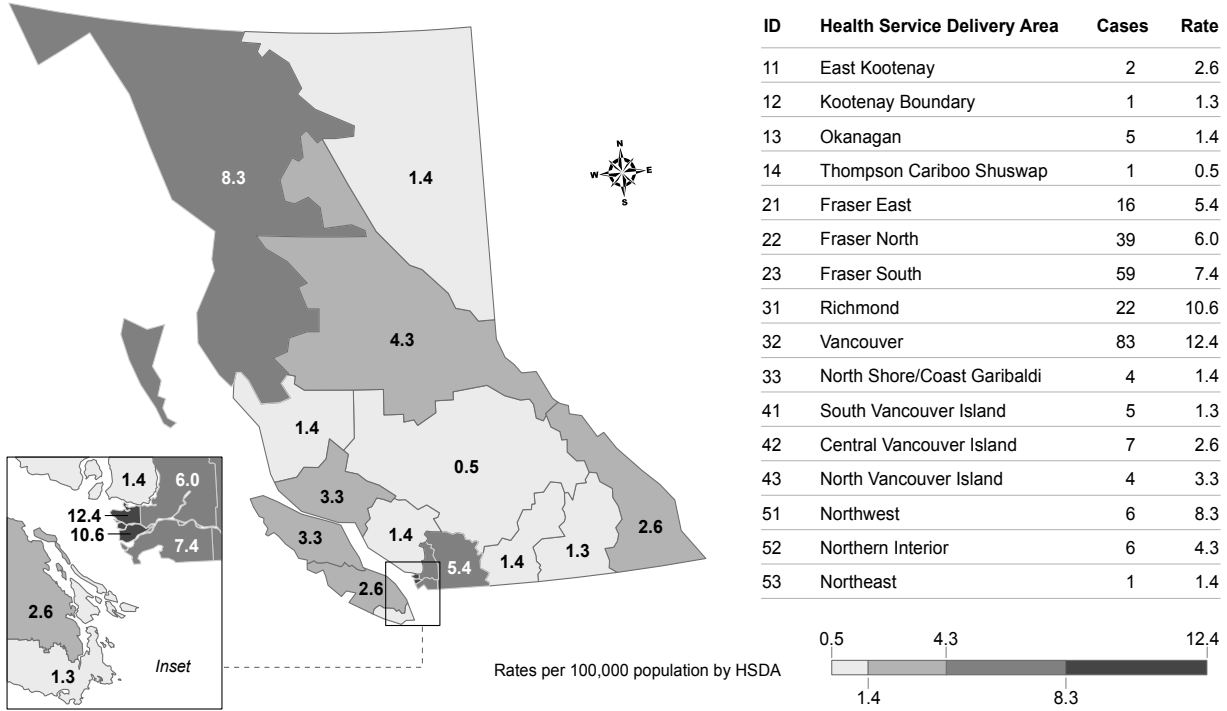 ID Health Service Delivery Area Cases Rate
11 East Kootenay 2 2.6
12 Kootenay Boundary 1 1.3
13 Okanagan 5 1.4
14 Thompson Cariboo Shuswap 1 0.5
21 Fraser East 16 5.4
22 Fraser North 39 6.0
23 Fraser South 59 7.4
31 Richmond 22 10.6
32 Vancouver 83 12.4
33 North Shore/Coast Garibaldi 4 1.4
41 South Vancouver Island 5 1.3
42 Central Vancouver Island 7 2.6
43 North Vancouver Island 4 3.3
51 Northwest 6 8.3
52 Northern Interior 6 4.3
53 Northeast 1 1.4
N
W E
S
8.3
1.4
4.3
1.4
0.5
3.3
3.3
1.4
5.4
1.4
1.3
2.6
2.6
1.4
6.0
12.4
10.6
7.4
2.6
1.3
Inset
Rates per 100,000 population by HSDA
0.5 4.3 12.4
1.4 8.3